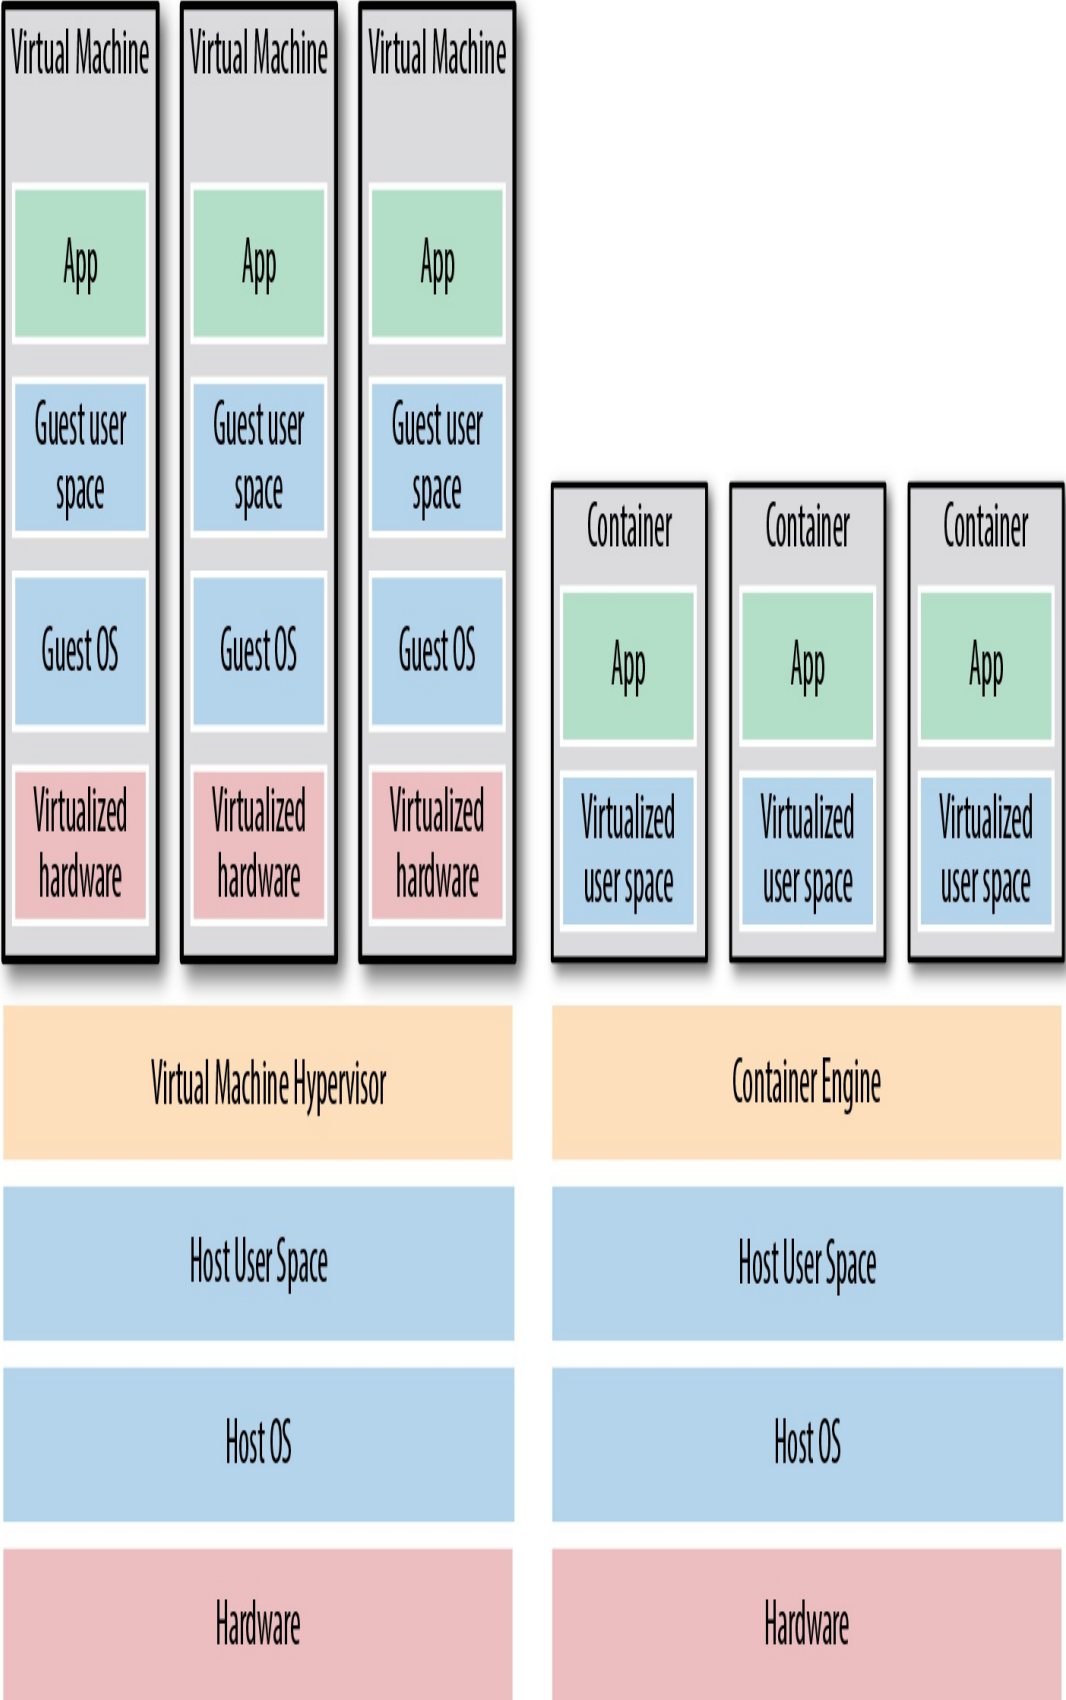 Virtual Machine
Virtual Machine
Virtual Machine
App
App
App
Guest user
space
Guest user
space
Guest user
space
Guest OS
Guest OS
Guest OS
Virtualized
hardware
Virtualized
hardware
Virtualized
hardware
Virtual Machine Hypervisor
Host User Space
Host OS
Hardware
Container
Container
Container
App
App
App
Virtualized
user space
Virtualized
user space
Virtualized
user space
Container Engine
Host User Space
Host OS
Hardware